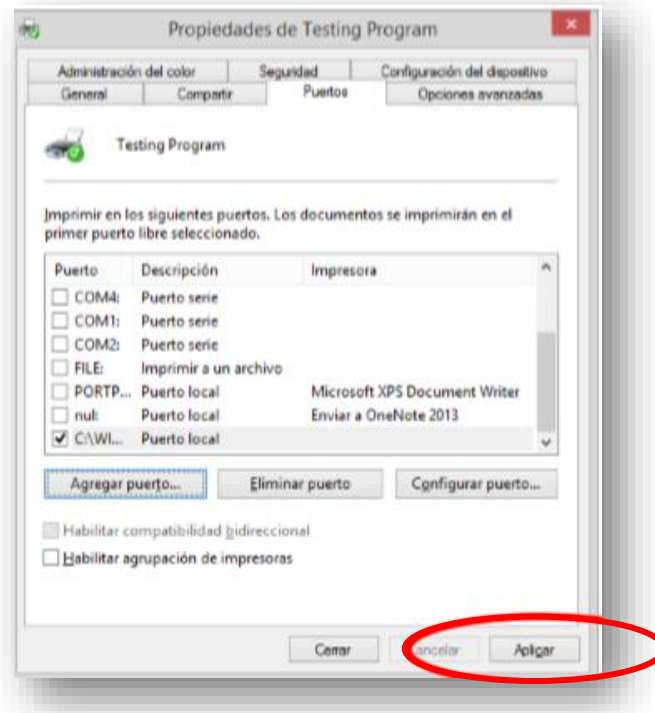 Propiedades de Testing Program
Administración del color Seguridad Configuración del dispositivo
General Compartir Puertos Opciones avanzadas
Testing Program
Imprimir en los siguientes puertos. Los documentos se imprimirán en el
primer puerto libre seleccionado.
Puerto Descripción Impresora
COM4: Puerto serie
COM1: Puerto serie
COM2: Puerto serie
FILE: Imprimir a un archivo
PORTP... Puerto local Microsoft XPS Document Writer
nul: Puerto local Enviar a OneNote 2013
C:\WI... Puerto local
Agregar puerto... Eliminar puerto Configurar puerto...
Habilitar compatibilidad bidireccional
Habilitar agrupación de impresoras
Cerrar Cancelar Aplicar